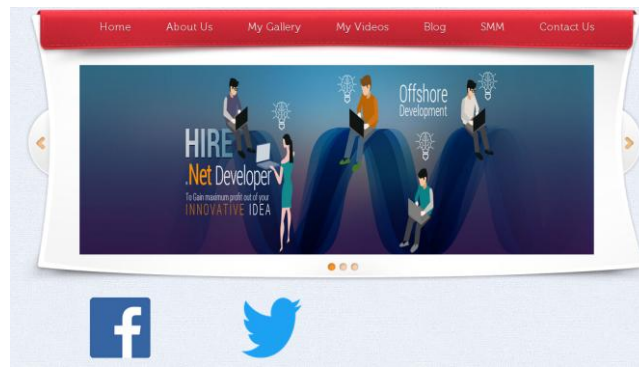 Home About Us My Gallery My Videos Blog SMM Contact Us
Offshore
Development
HIRE
.Net Developer
To Gain maximum profit out of your
INNOVATIVE IDEA